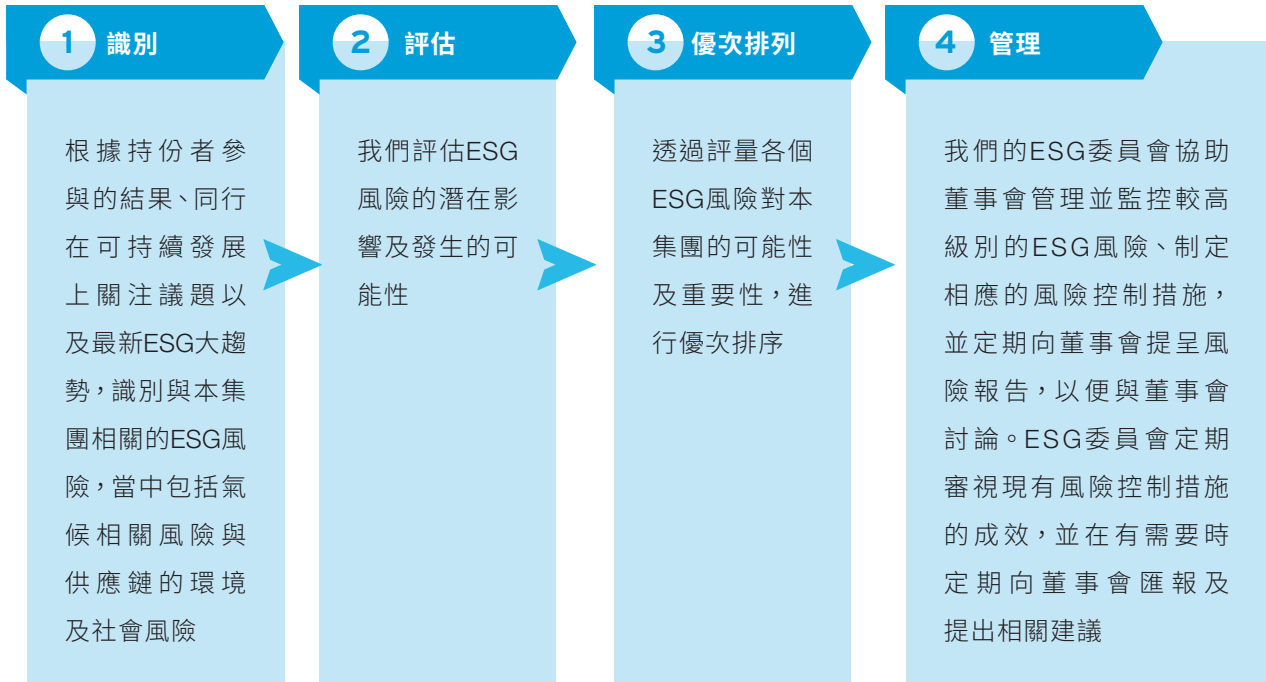 1 識別
根據持份者參
與的結果、同行
在可持續發展
上關注議題以
及最新ESG大趨
勢，識別與本集
團相關的ESG風
險，當中包括氣
候相關風險與
供應鏈的環境
及社會風險
2 評估
我們評估ESG
風險的潛在影
響及發生的可
能性
3 優次排列
透過評量各個
ESG風險對本
集團的可能性
及重要性，進
行優次排序
4 管理
我們的ESG委員會協助
董事會管理並監控較高
級別的ESG風險、制定
相應的風險控制措施，
並定期向董事會提呈風
險報告，以便與董事會
討論。ESG委員會定期
審視現有風險控制措施
的成效，並在有需要時
定期向董事會匯報及
提出相關建議